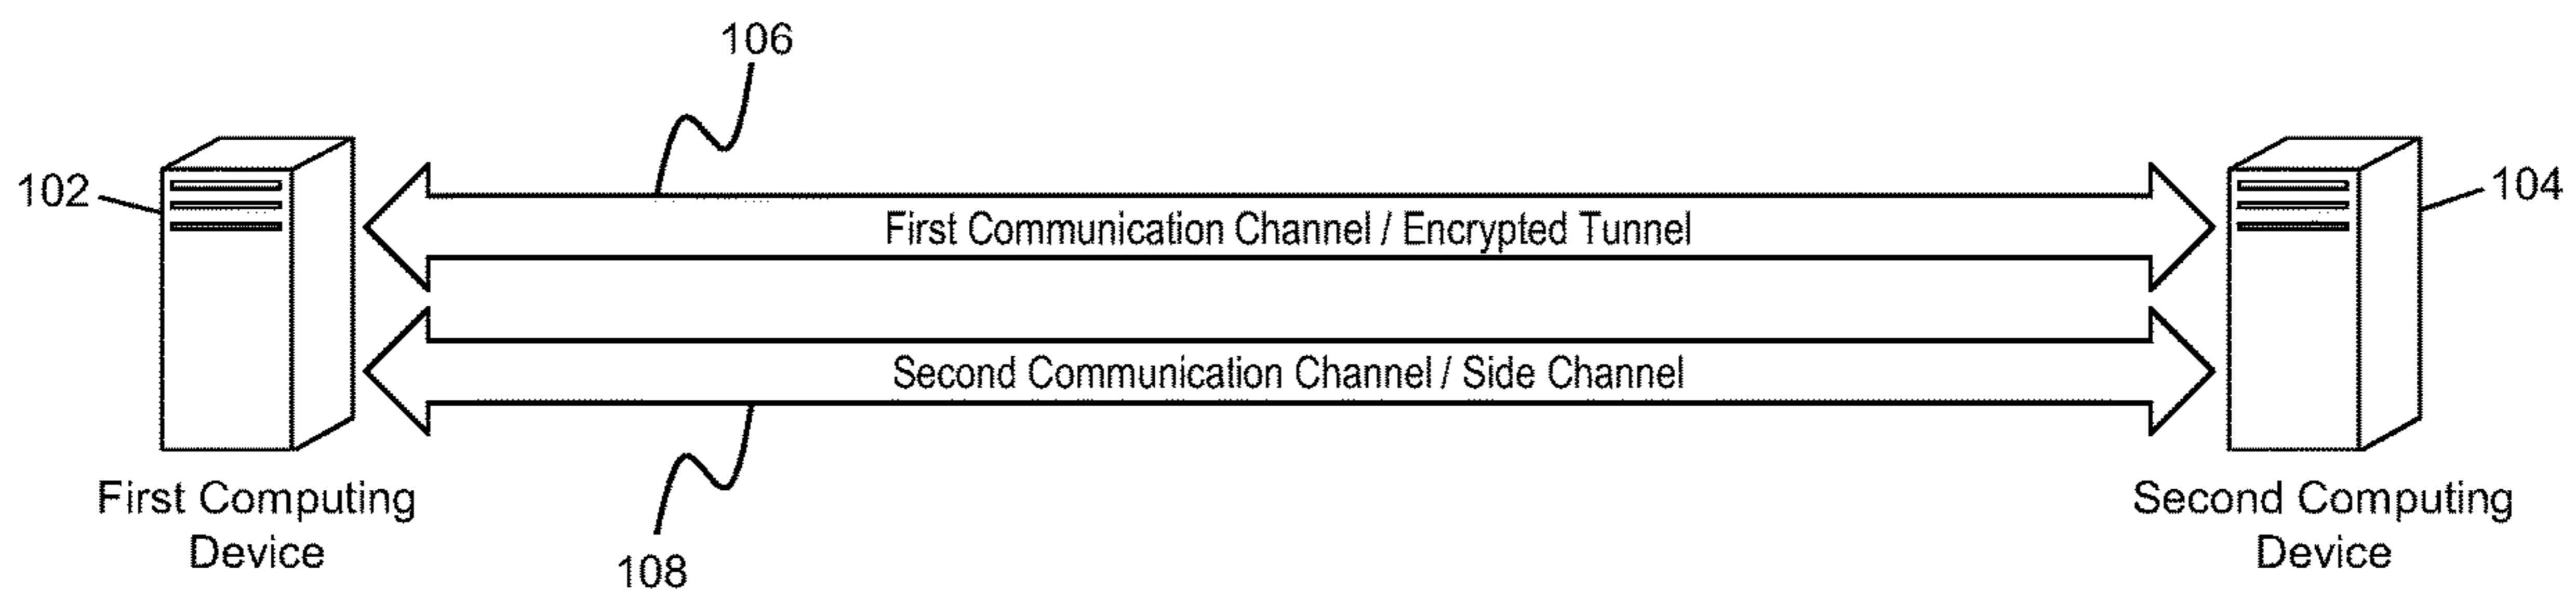 106
102
104
First Communication Channel / Encrypted Tunnel
Second Communication Channel / Side Channel
First Computing
Device
Second Computing
Device
108